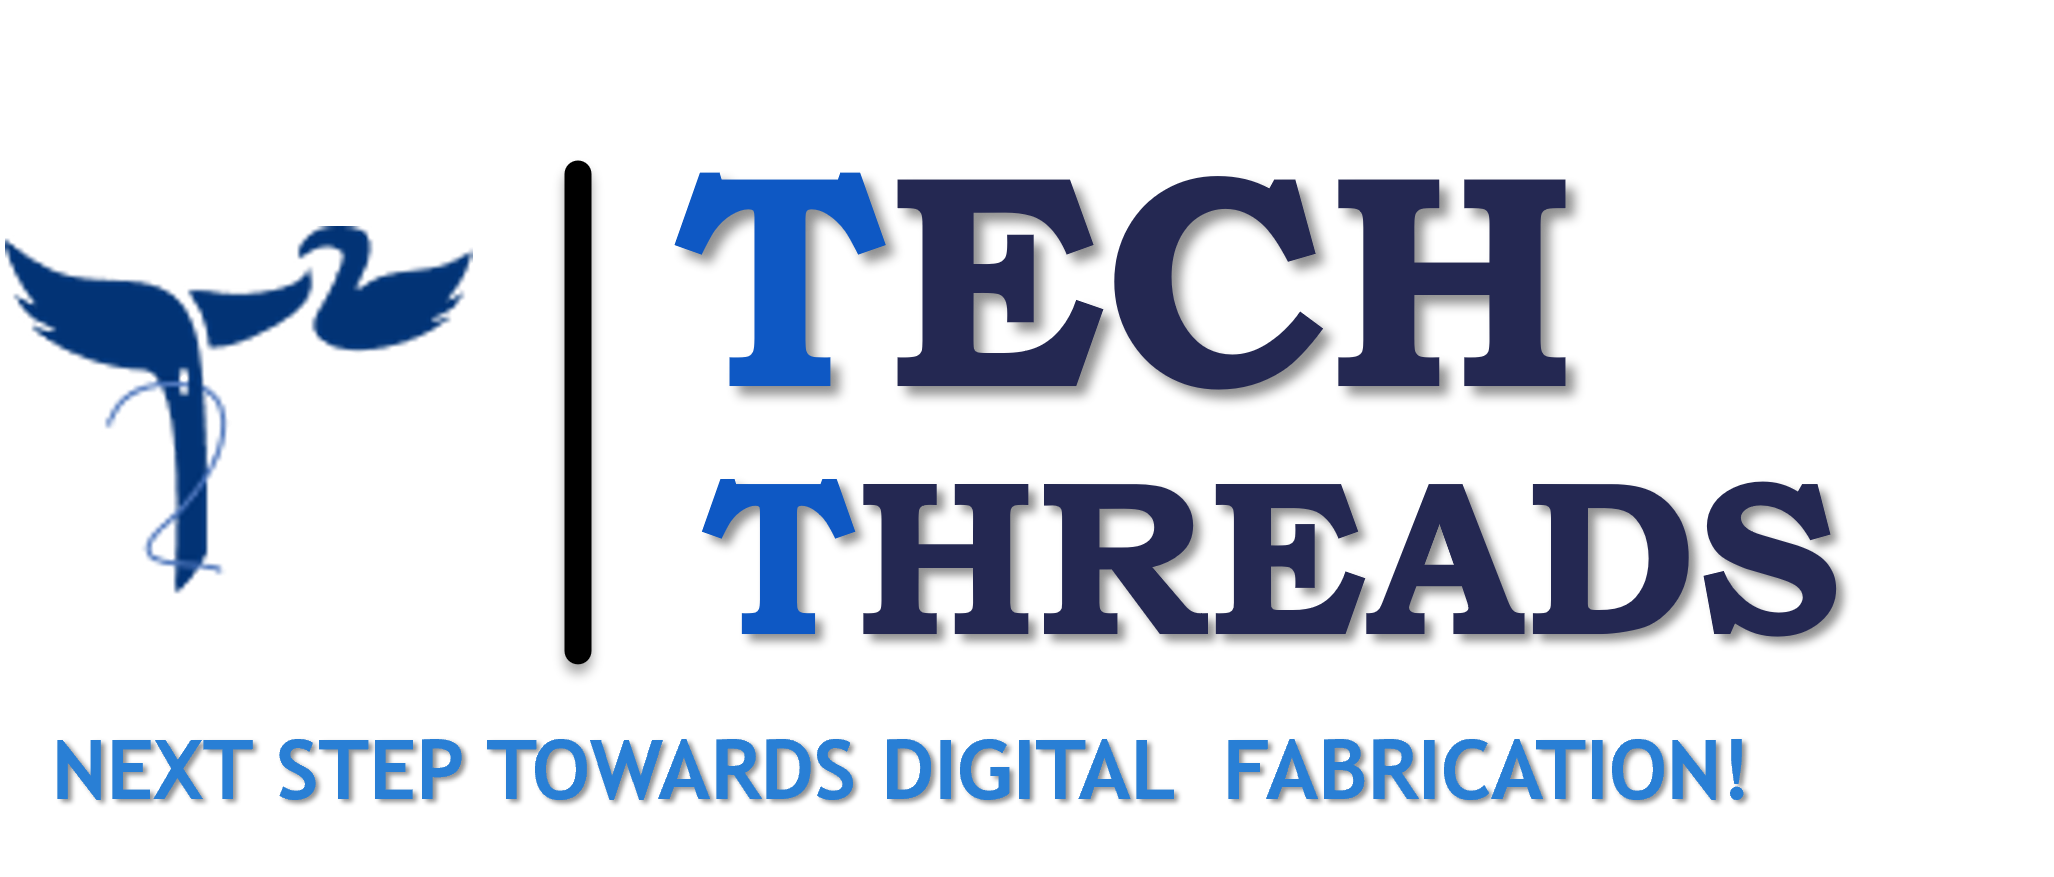 TECH
THREADS
NEXT STEP TOWARDS DIGITAL  FABRICATION!